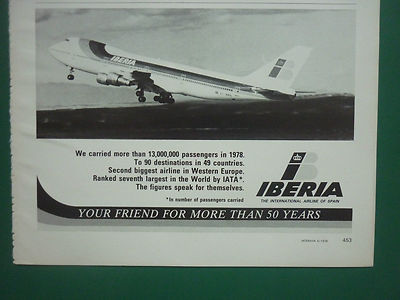 IBERIA
We carried more than 13,000,000 passengers in 1978.
To 90 destinations in 49 countries.
Second biggest airline in Western Europe.
Ranked seventh largest in the World by IATA*.
The figures speak for themselves.
*In number of passengers carried
IB
IBERIA
THE INTERNATIONAL AIRLINE OF SPAIN
YOUR FRIEND FOR MORE THAN 50 YEARS
453